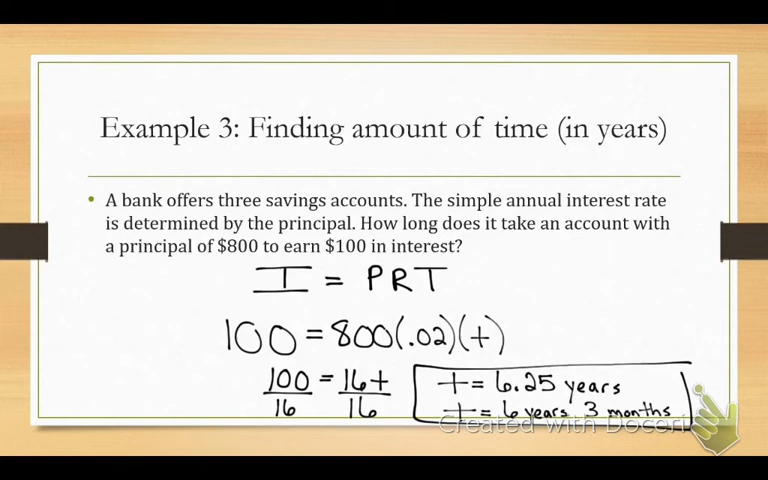 Example 3: Finding amount of time (in years)
• A bank offers three savings accounts. The simple annual interest rate
is determined by the principal. How long does it take an account with
a principal of $800 to earn $100 in interest?
I = PRT
100 = 800(.02)(t)
100 = 16t
16 16
t = 6.25 years
t = 6 years 3 months
Created with Doceri